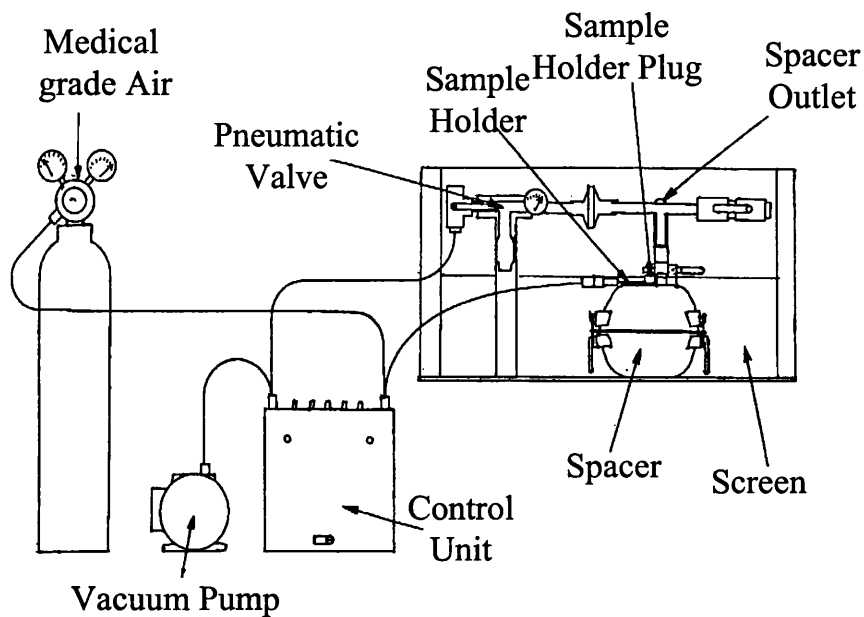 Medical
grade Air
Sample
Holder Plug
Spacer
Outlet
Sample
Holder
Pneumatic
Valve
Spacer
Screen
Control
Unit
Vacuum Pump